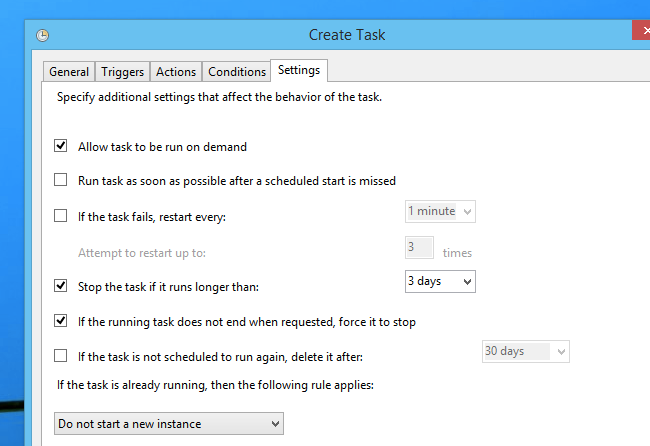 Create Task
General Triggers Actions Conditions Settings
Specify additional settings that affect the behavior of the task.
Allow task to be run on demand
Run task as soon as possible after a scheduled start is missed
If the task fails, restart every: 1 minute
Attempt to restart up to: 3 times
Stop the task if it runs longer than: 3 days
If the running task does not end when requested, force it to stop
If the task is not scheduled to run again, delete it after: 30 days
If the task is already running, then the following rule applies:
Do not start a new instance